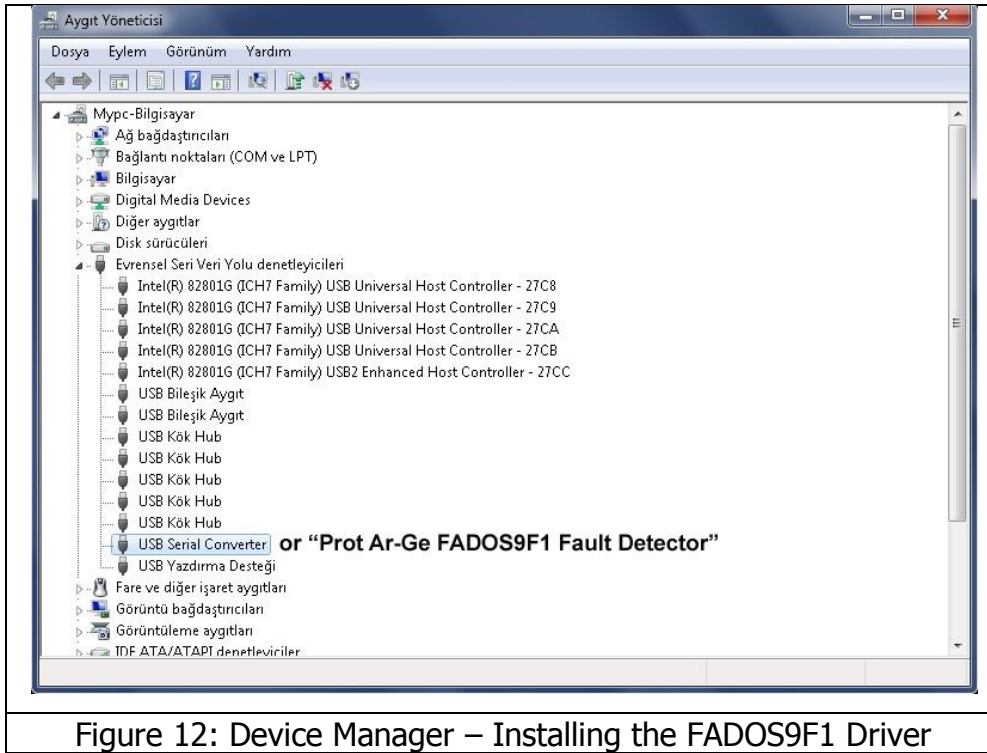 Aygıt Yöneticisi
Dosya Eylem Görünüm Yardım
Mypc-Bilgisayar
Ağ bağdaştırıcıları
Bağlantı noktaları (COM ve LPT)
Bilgisayar
Digital Media Devices
Diğer aygıtlar
Disk sürücüleri
Evrensel Seri Veri Yolu denetleyicileri
Intel(R) 82801G (ICH7 Family) USB Universal Host Controller - 27C8
Intel(R) 82801G (ICH7 Family) USB Universal Host Controller - 27C9
Intel(R) 82801G (ICH7 Family) USB Universal Host Controller - 27CA
Intel(R) 82801G (ICH7 Family) USB Universal Host Controller - 27CB
Intel(R) 82801G (ICH7 Family) USB2 Enhanced Host Controller - 27CC
USB Bileşik Aygıt
USB Bileşik Aygıt
USB Kök Hub
USB Kök Hub
USB Kök Hub
USB Kök Hub
USB Kök Hub
USB Serial Converter or “Prot Ar-Ge FADOS9F1 Fault Detector”
USB Yazdırma Desteği
Fare ve diğer işaret aygıtları
Görüntü bağdaştırıcıları
Görüntüleme aygıtları
IDE ATA/ATAPI denetleyiciler
Figure 12: Device Manager – Installing the FADOS9F1 Driver